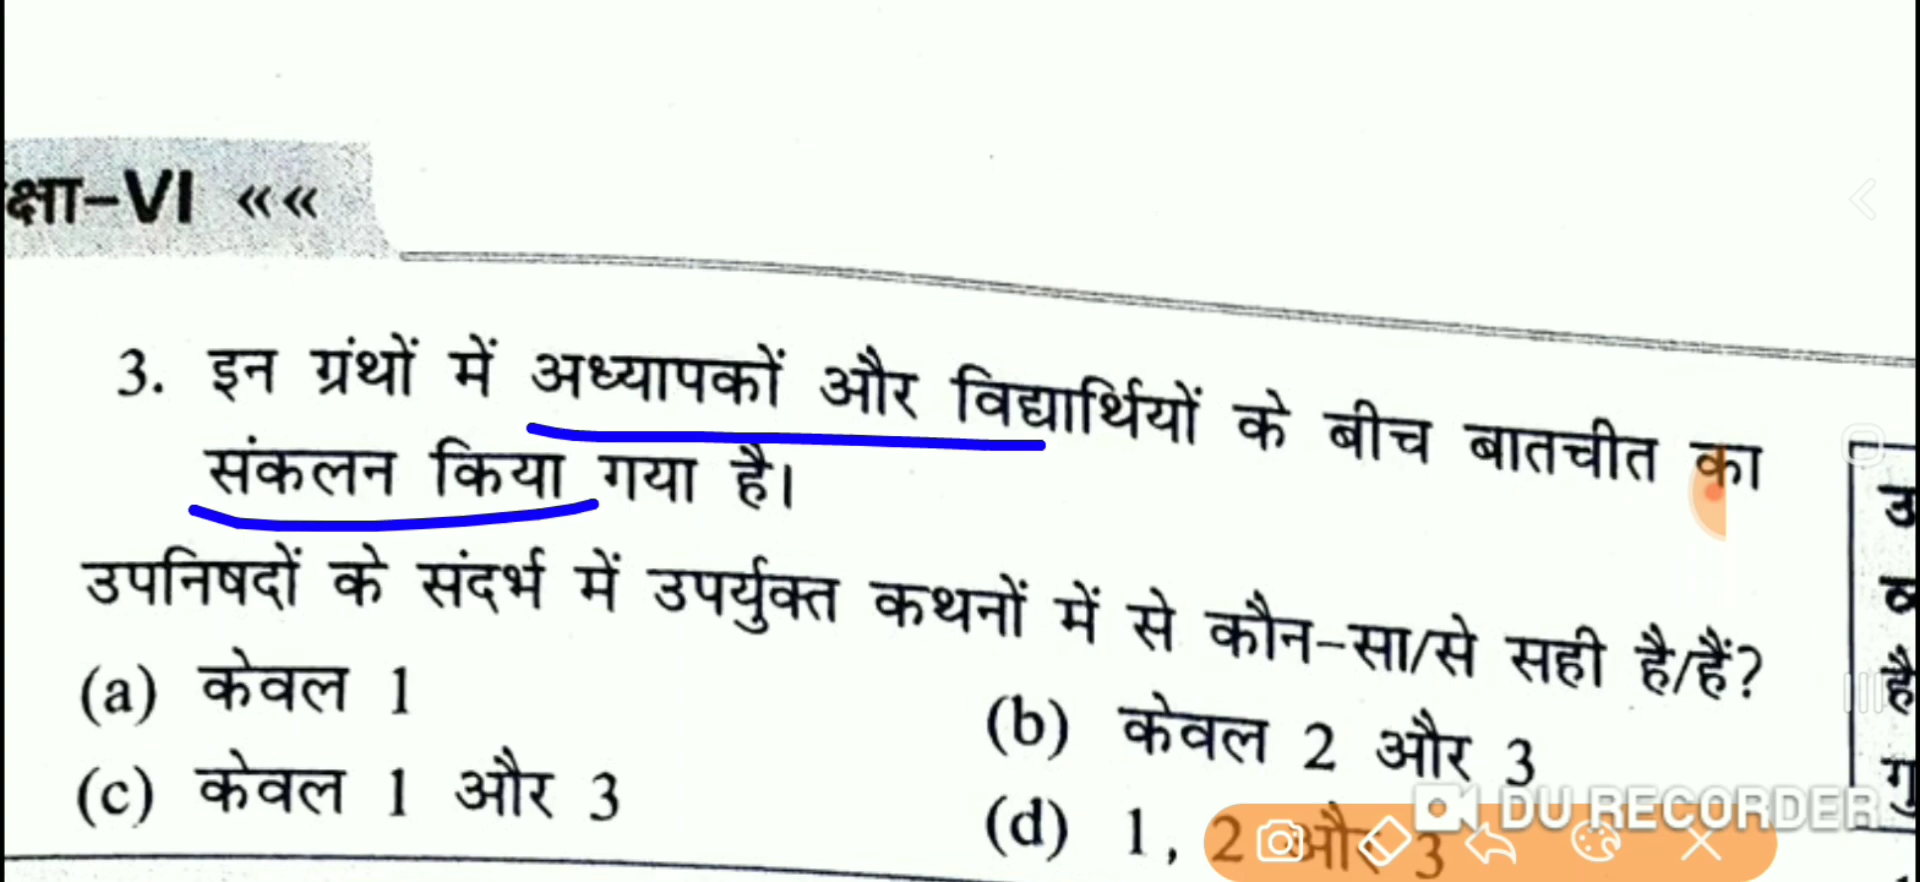 क्षा-VI ««
3. इन ग्रंथों में अध्यापकों और विद्यार्थियों के बीच बातचीत का
संकलन किया गया है।
उपनिषदों के संदर्भ में उपर्युक्त कथनों में से कौन-सा/से सही है/हैं?
(a) केवल 1
(b) केवल 2 और 3
(c) केवल 1 और 3
(d) 1, 2 और 3
DU RECORDER